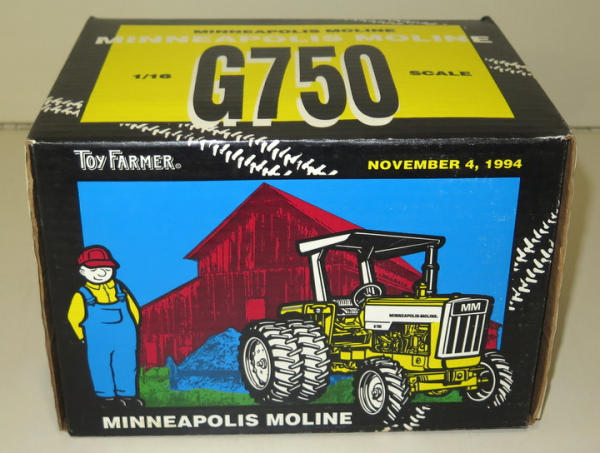 MINNEAPOLIS MOLINE
MINNEAPOLIS MOLINE
1/16 G750 SCALE
TOY FARMER®
NOVEMBER 4, 1994
MM
MINNEAPOLIS-MOLINE.
MINNEAPOLIS MOLINE